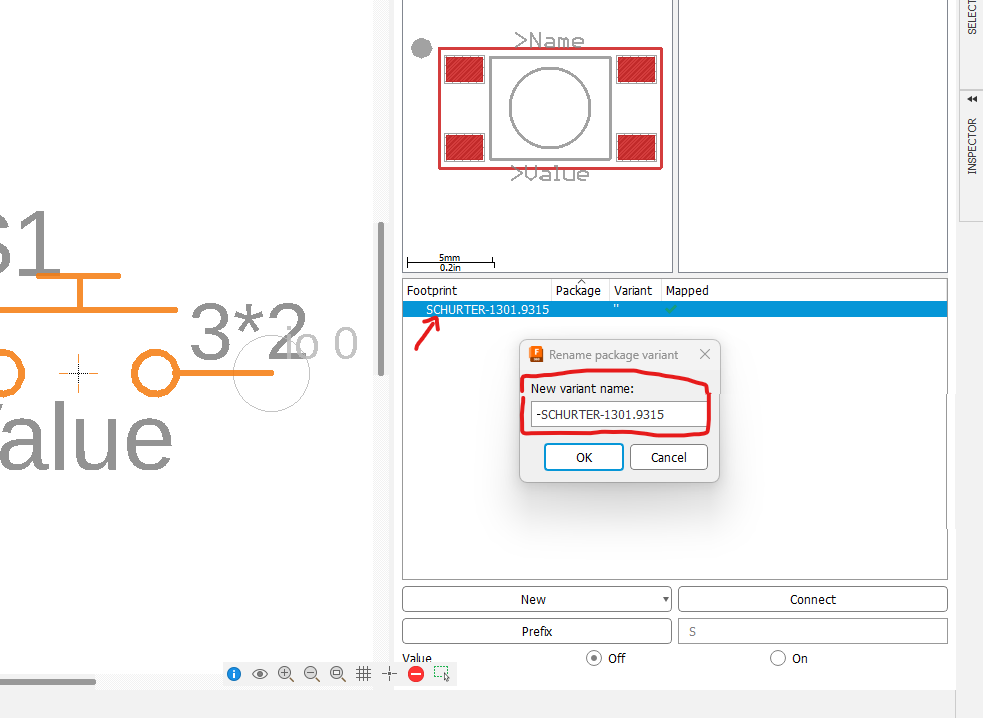 >Name
>Value
5mm
0.2in
SELECT
INSPECTOR
S1
3*2
io 0
Value
Footprint Package Variant Mapped
SCHURTER-1301.9315 ''
Rename package variant
New variant name:
-SCHURTER-1301.9315
OK Cancel
New Connect
Prefix S
Value Off On